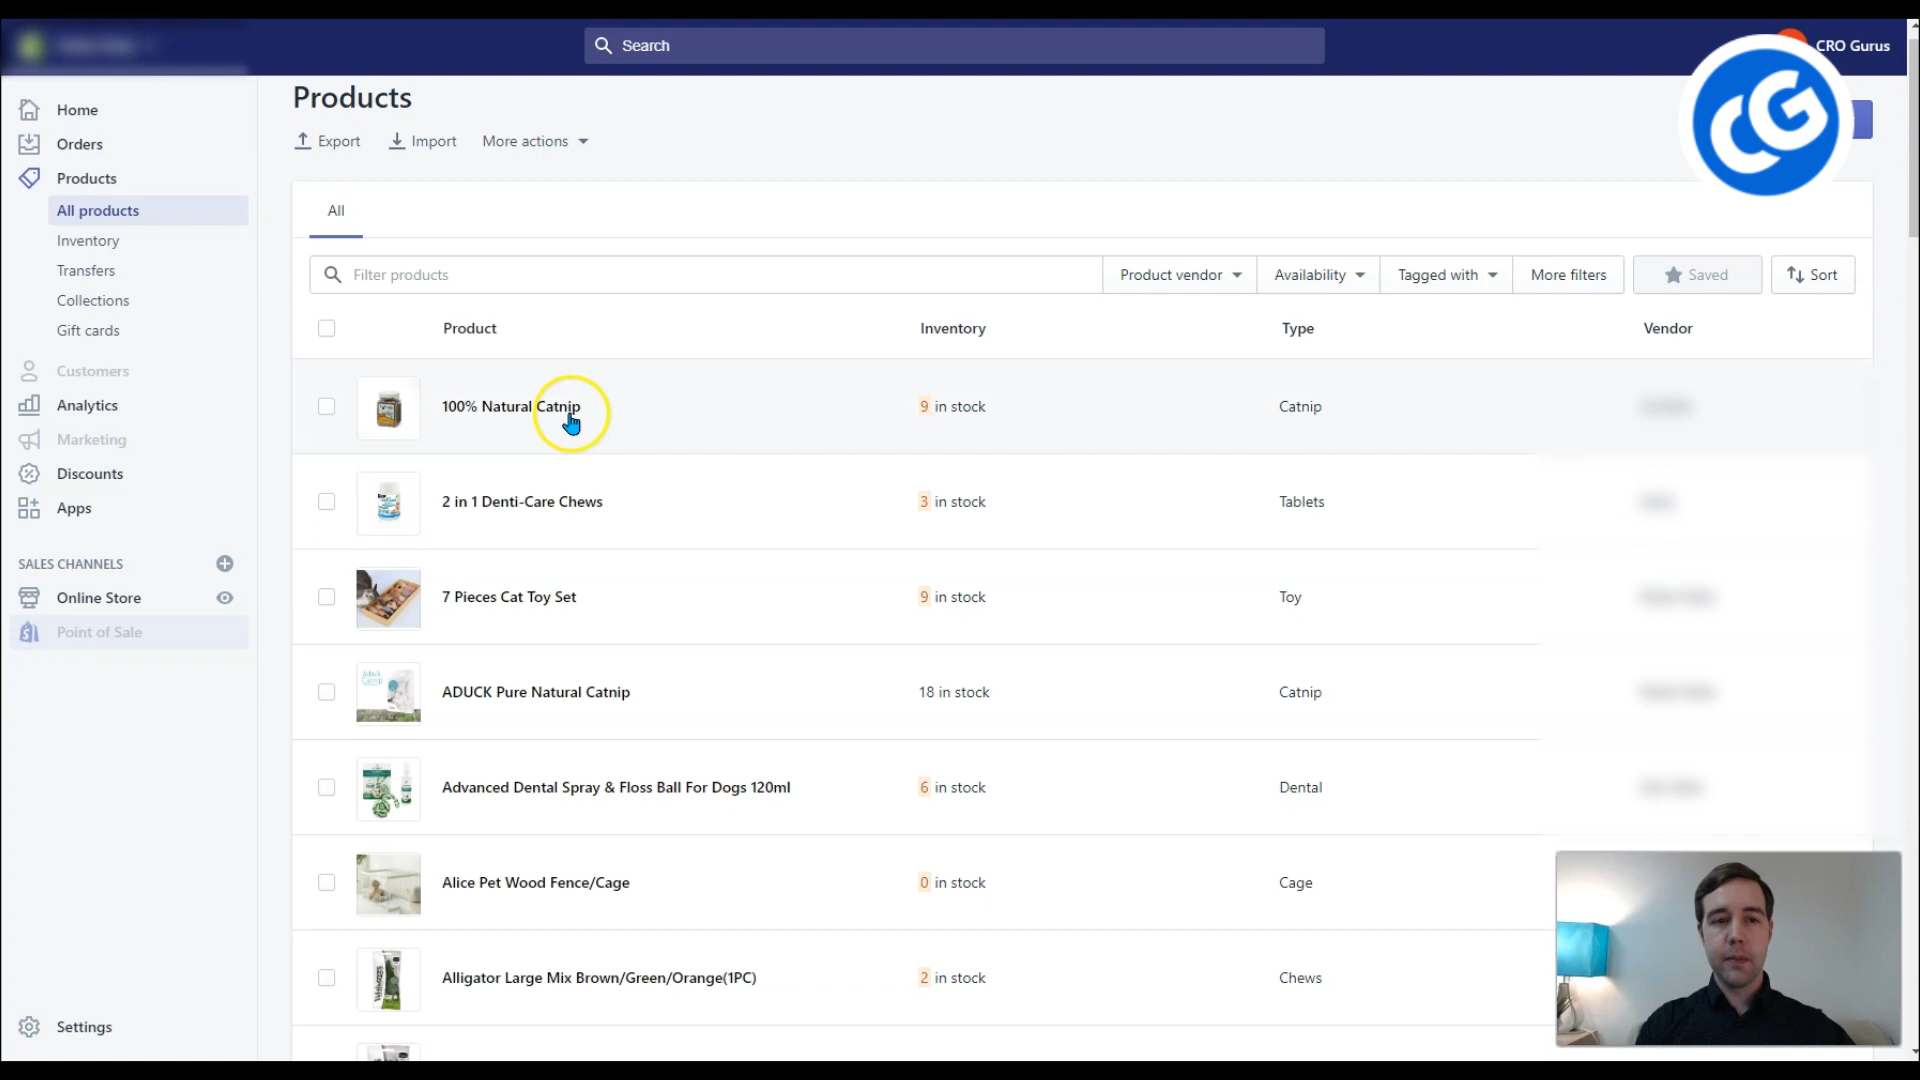 Search
CRO Gurus
CG
Home
Orders
Products
All products
Inventory
Transfers
Collections
Gift cards
Customers
Analytics
Marketing
Discounts
Apps
SALES CHANNELS
Online Store
Point of Sale
Settings
Products
Export Import More actions
All
Filter products Product vendor Availability Tagged with More filters Saved Sort
Product Inventory Type Vendor
100% Natural Catnip 9 in stock Catnip
2 in 1 Denti-Care Chews 3 in stock Tablets
7 Pieces Cat Toy Set 9 in stock Toy
ADUCK Pure Natural Catnip 18 in stock Catnip
Advanced Dental Spray & Floss Ball For Dogs 120ml 6 in stock Dental
Alice Pet Wood Fence/Cage 0 in stock Cage
Alligator Large Mix Brown/Green/Orange(1PC) 2 in stock Chews